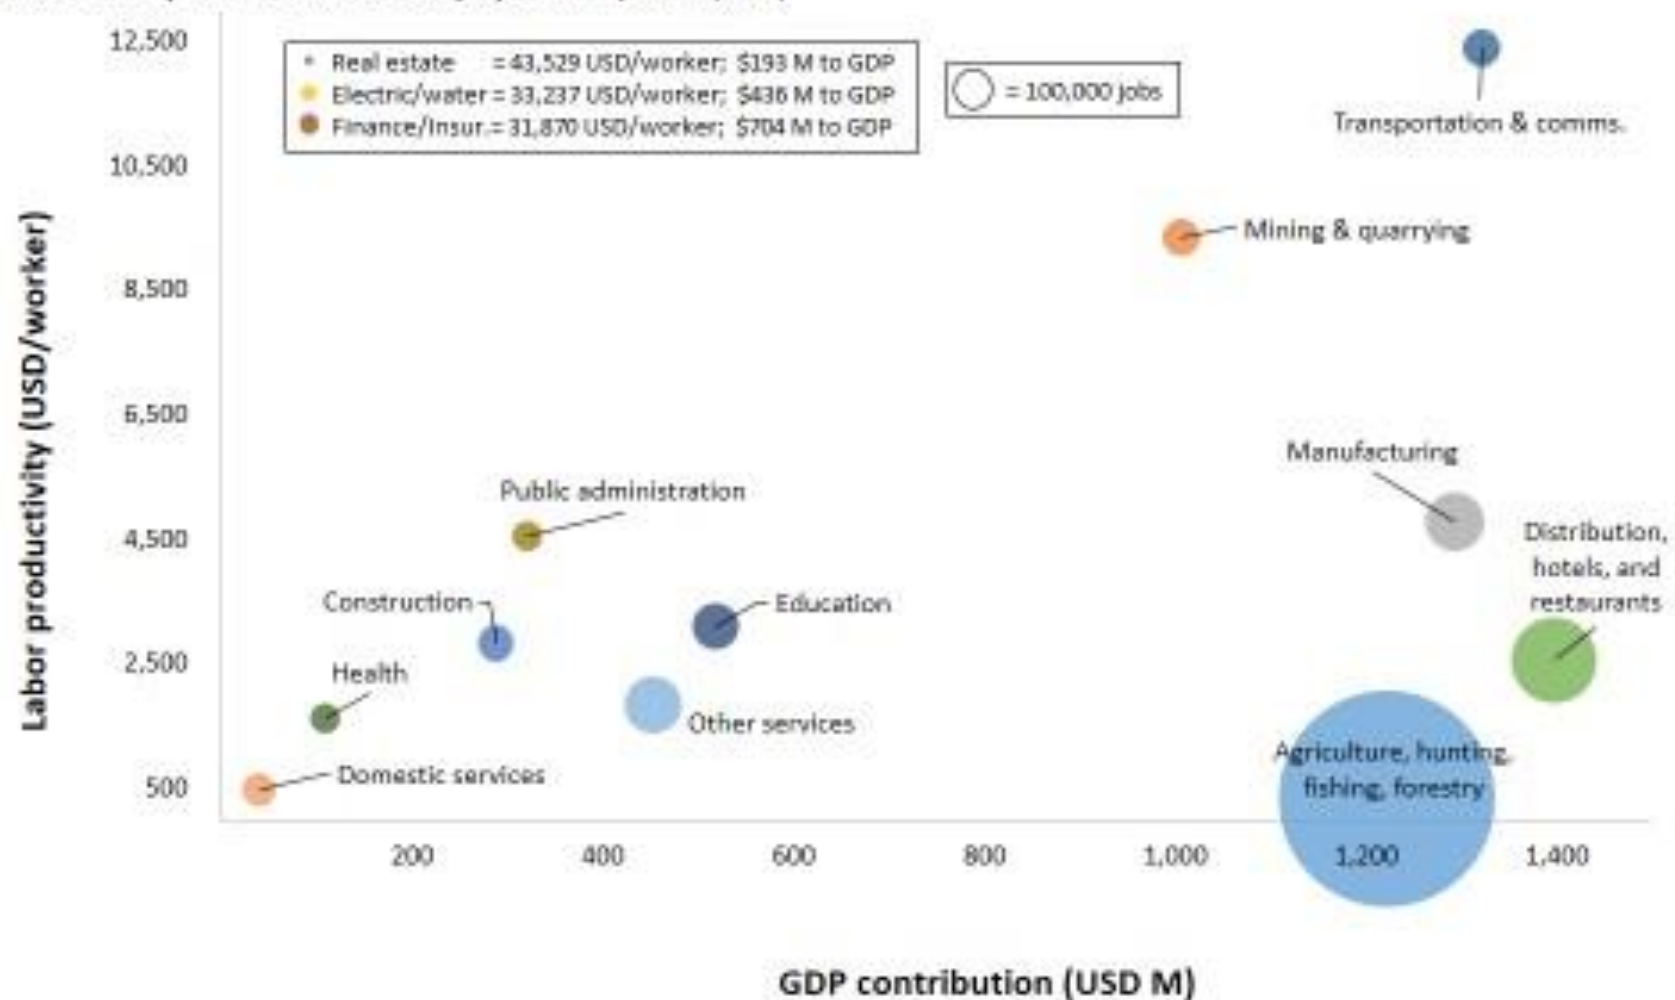 12,500
10,500
8,500
6,500
4,500
2,500
500
Labor productivity (USD/worker)
Real estate = 43,529 USD/worker; $193 M to GDP
Electric/water = 33,237 USD/worker; $436 M to GDP
Finance/Insur. = 31,870 USD/worker; $704 M to GDP
= 100,000 jobs
Transportation & comms.
Mining & quarrying
Manufacturing
Public administration
Distribution,
hotels, and
restaurants
Construction
Education
Health
Other services
Agriculture, hunting,
fishing, forestry
Domestic services
200
400
600
800
1,000
1,200
1,400
GDP contribution (USD M)